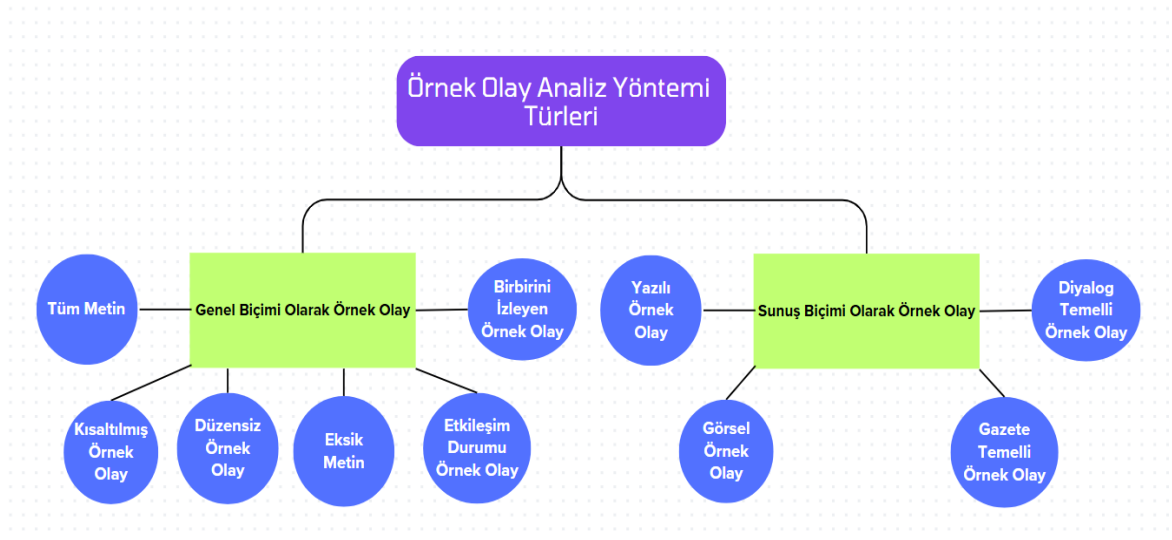 Örnek Olay Analiz Yöntemi
Türleri
Tüm Metin
Genel Biçimi Olarak Örnek Olay
Birbirini
İzleyen
Örnek Olay
Kısaltılmış
Örnek
Olay
Düzensiz
Örnek
Olay
Eksik
Metin
Etkileşim
Durumu
Örnek Olay
Yazılı
Örnek
Olay
Sunuş Biçimi Olarak Örnek Olay
Diyalog
Temelli
Örnek Olay
Görsel
Örnek
Olay
Gazete
Temelli
Örnek Olay